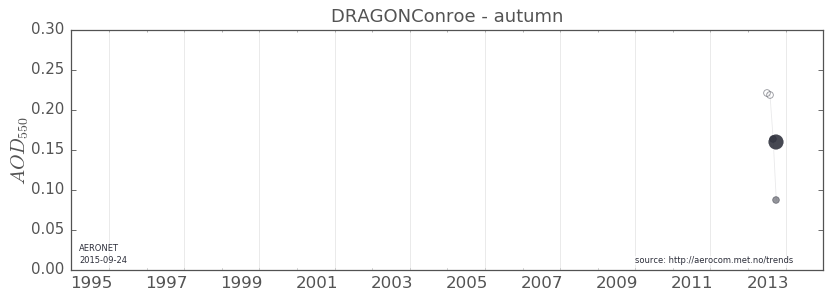 DRAGONConroe - autumn
0.30
0.25
0.20
0.15
0.10
0.05
0.00
AOD550
AERONET
2015-09-24
source: http://aerocom.met.no/trends
1995 1997 1999 2001 2003 2005 2007 2009 2011 2013